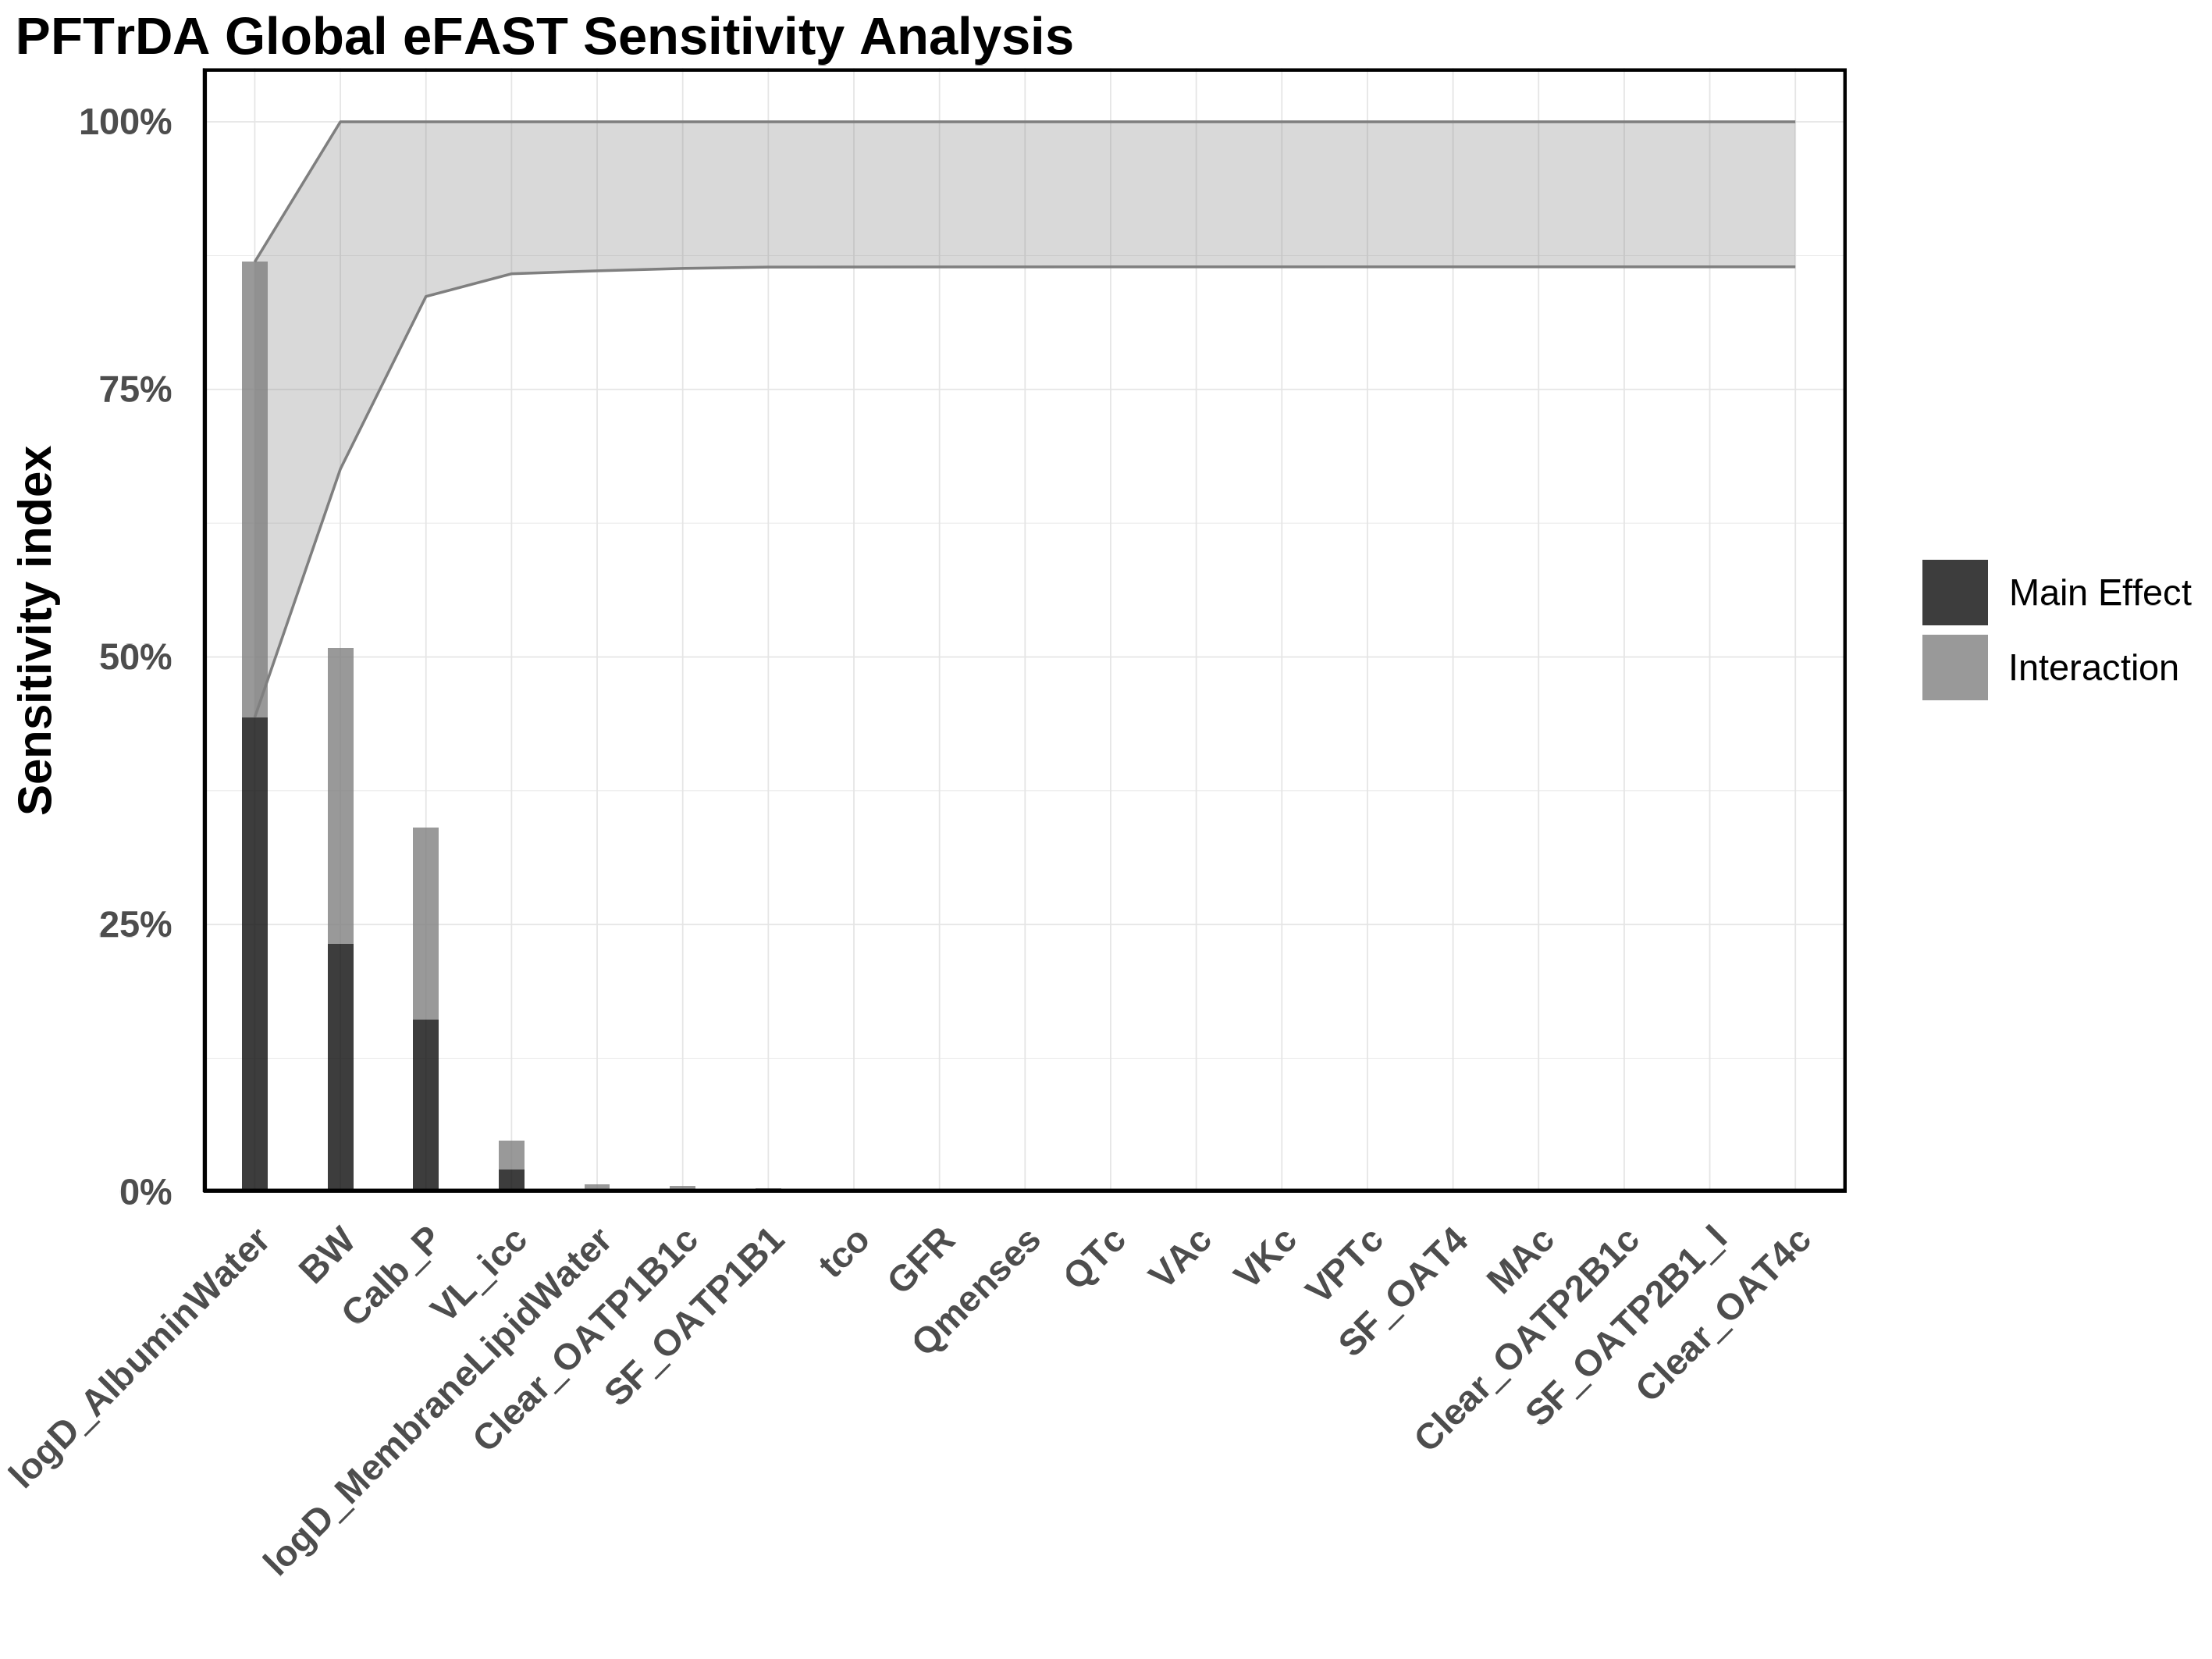 PFTrDA Global eFAST Sensitivity Analysis
Sensitivity index
100%
75%
50%
25%
0%
Main Effect
Interaction
logD_AlbuminWater
BW
Calb_P
VL_icc
logD_MembraneLipidWater
Clear_OATP1B1c
SF_OATP1B1
tco
GFR
Qmenses
QTc
VAc
VKc
VPTc
SF_OAT4
MAc
Clear_OATP2B1c
SF_OATP2B1_l
Clear_OAT4c